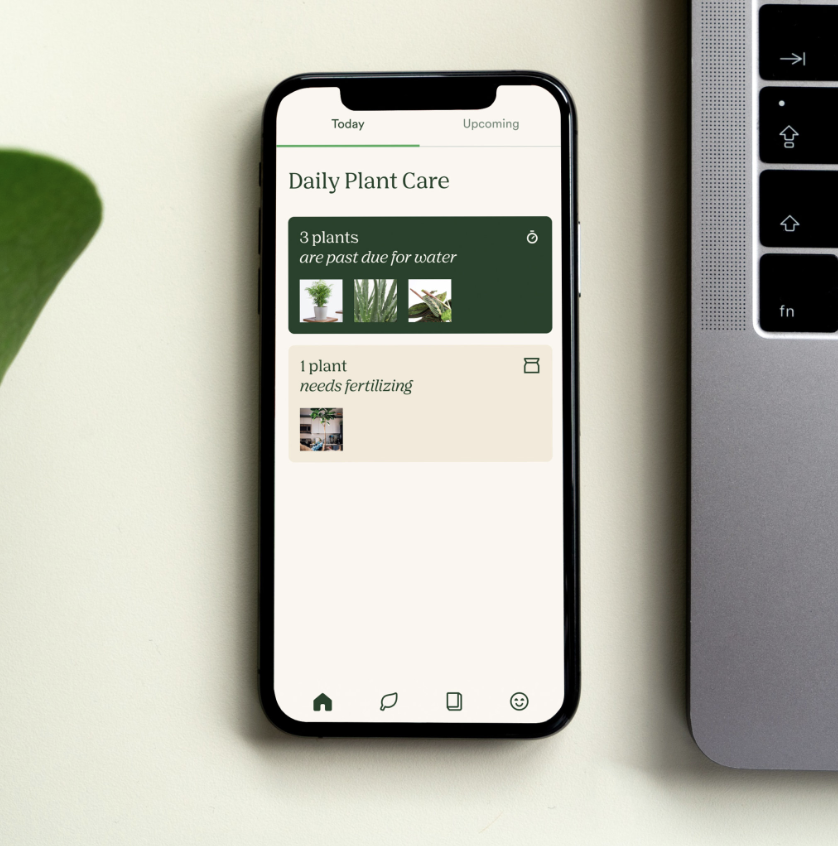 Today
Upcoming
Daily Plant Care
3 plants
are past due for water
1 plant
needs fertilizing
fn